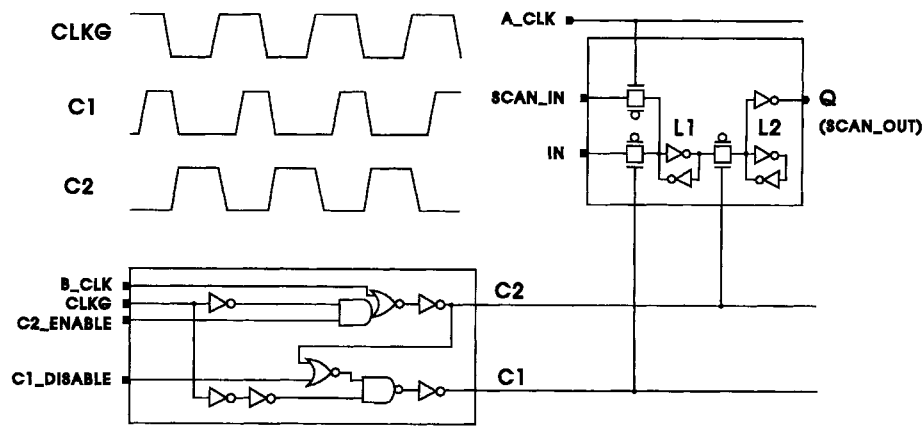 CLKG
C1
C2
A_CLK
SCAN_IN
IN
L1
L2
Q
(SCAN_OUT)
B_CLK
CLKG
C2_ENABLE
C1_DISABLE
C2
C1